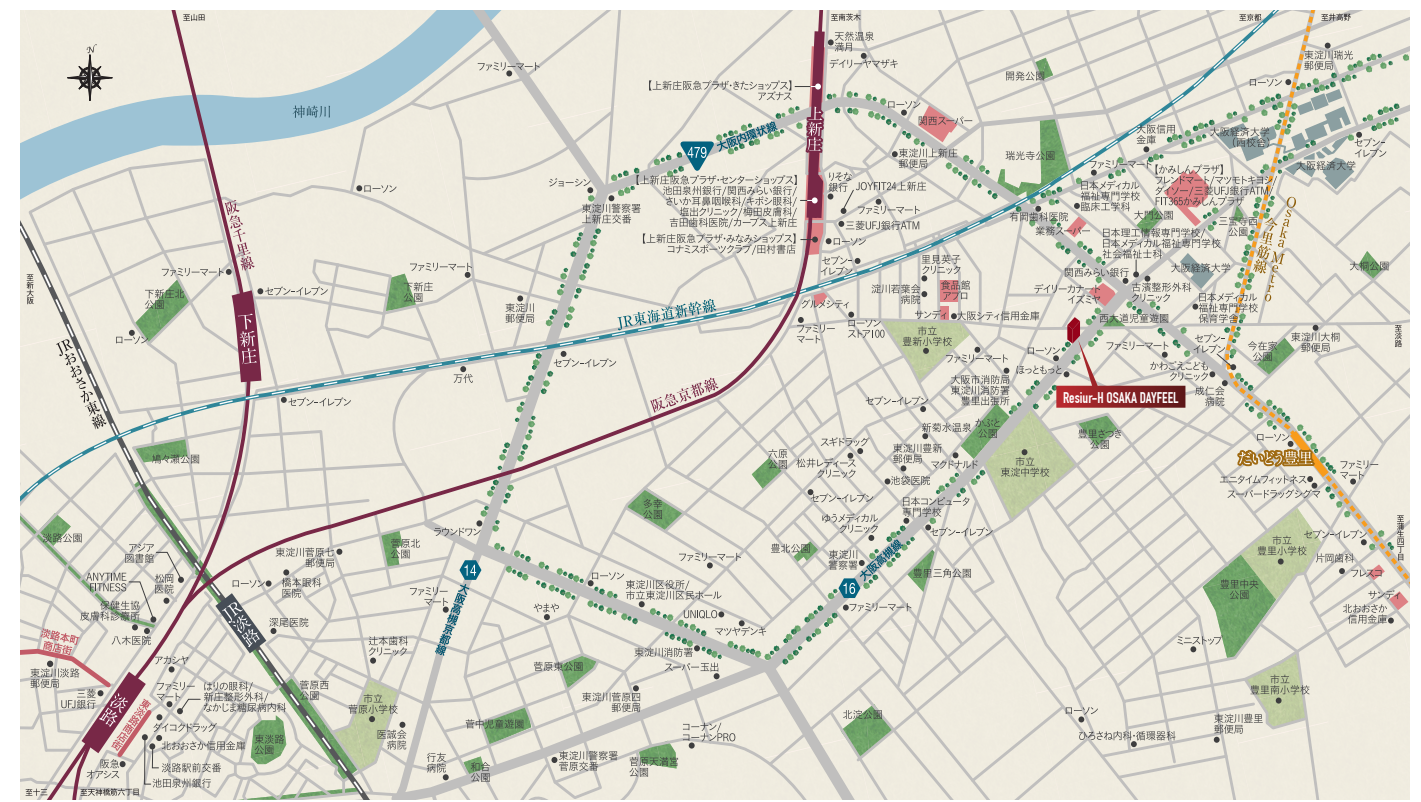 至山田
至南茨木
至京都
至井高野
N
天然温泉
満月
デイリーヤマザキ
東淀川瑞光
郵便局
ファミリーマート
開発公園
ローソン
【上新庄阪急プラザ・きたショップス】
アズナス
神崎川
上新庄
ローソン
関西スーパー
大阪内環状線
479
大阪信用
金庫
大阪経済大学
(西校舎)
セブン-
イレブン
東淀川上新庄
郵便局
瑞光寺公園
ファミリーマート
大阪経済大学
【かみしんプラザ】
フレンドマート/マツモトキヨシ
ダイソー/三菱UFJ銀行ATM
FIT365かみしんプラザ
ジョーシン
【上新庄阪急プラザ・センターショップス】
池田泉州銀行/関西みらい銀行/
さいか耳鼻咽喉科/キボシ眼科/
塩出クリニック/梅田皮膚科/
吉田歯科医院/カーブス上新庄
りそな
銀行
JOYFIT24上新庄
日本メディカル
福祉専門学校
臨床工学科
ローソン
東淀川警察署
上新庄交番
ファミリーマート
三菱UFJ銀行ATM
有岡歯科医院
業務スーパー
大門公園
三宝寺西
公園
Osaka Metro
今里筋線
阪急千里線
【上新庄阪急プラザ・みなみショップス】
コナミスポーツクラブ/田村書店
ローソン
日本理工情報専門学校/
日本メディカル福祉専門学校
社会福祉士科
セブン-
イレブン
里見英子
クリニック
関西みらい銀行
大阪経済大学
大桐公園
至新大阪
ファミリーマート
ファミリーマート
下新庄北
公園
セブン-イレブン
下新庄
公園
東淀川
郵便局
淀川若葉会
病院
食品館
アプロ
デイリーカナート
イズミヤ
古濱整形外科
クリニック
グルメシティ
サンディ
大阪シティ信用金庫
日本メディカル
福祉専門学校
保育学舎
JR東海道新幹線
下新庄
ローソン
ファミリー
マート
ローソン
ストア100
市立
豊新小学校
西大道児童遊園
至淡路
JRおおさか東線
セブン-イレブン
ファミリーマート
ローソン
ほっともっと
ファミリーマート
セブン-
イレブン
今在家
公園
東淀川大桐
郵便局
かわごえこども
クリニック
万代
大阪市消防局
東淀川消防署
豊里出張所
成仁会
病院
Resiur-H OSAKA DAYFEEL
セブン-イレブン
阪急京都線
セブン-イレブン
新菊水温泉
かぶと
公園
豊里さつき
公園
鳩ヶ瀬公園
スギドラッグ
東淀川豊新
郵便局
ローソン
だいどう豊里
六原
公園
松井レディース
クリニック
マクドナルド
市立
東淀中学校
ファミリー
マート
池袋医院
エニタイムフィットネス
スーパードラッグシグマ
セブン-イレブン
日本コンピュータ
専門学校
多幸
公園
ゆうメディカル
クリニック
セブン-イレブン
至蒲生四丁目
淡路公園
ラウンドワン
セブン-イレブン
アジア
図書館
東淀川菅原七
郵便局
菅原北
公園
豊北公園
東淀川
警察署
大阪高槻線
市立
豊里小学校
片岡歯科
ファミリーマート
フレスコ
ANYTIME
FITNESS
松岡
医院
ローソン
橋本眼科
医院
14
ローソン
16
豊里三角公園
豊里中央
公園
サンディ
ファミリー
マート
東淀川区役所/
市立東淀川区民ホール
ファミリーマート
北おおさか
信用金庫
保健生協
皮膚科診療所
JR淡路
深尾医院
大阪高槻京都線
やまや
UNIQLO
マツヤデンキ
八木医院
淡路本町
商店街
辻本歯科
クリニック
東淀川消防署
ミニストップ
アカシヤ
菅原東公園
スーパー玉出
東淀川淡路
郵便局
三菱
UFJ銀行
淡路
ファミリー
マート
はりの眼科/
新庄整形外科/
なかじま糖尿病内科
菅原西
公園
市立
菅原小学校
東淀川菅原四
郵便局
市立
豊里南小学校
東淡路商店街
ダイコクドラッグ
菅中児童遊園
北淀公園
ローソン
東淀川豊里
郵便局
北おおさか信用金庫
東淡路
公園
医誠会
病院
コーナン/
コーナンPRO
ひろさね内科・循環器科
阪急
オアシス
淡路駅前交番
行友
病院
和合
公園
東淀川警察署
菅原交番
菅原天満宮
公園
池田泉州銀行
至十三
至天神橋筋六丁目